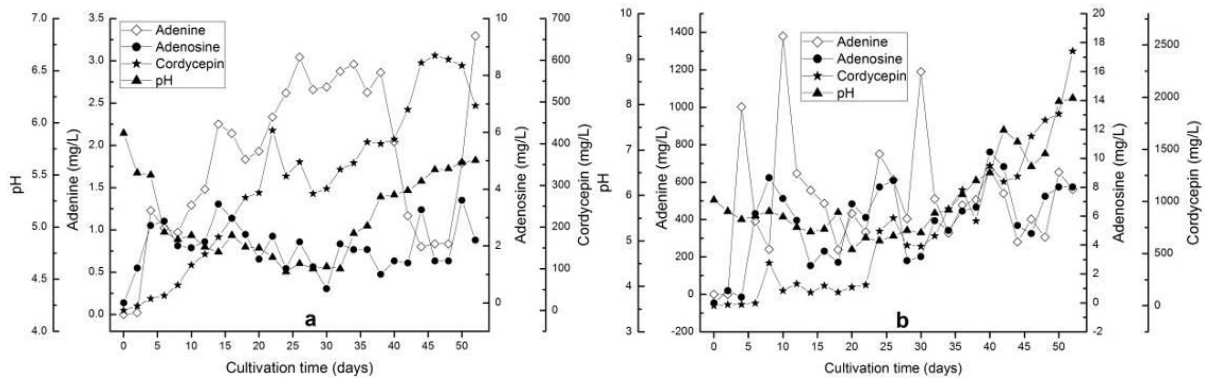 Adenine
Adenosine
Cordycepin
pH
a
pH
4.0
4.5
5.0
5.5
6.0
6.5
7.0
Adenine (mg/L)
0.0
0.5
1.0
1.5
2.0
2.5
3.0
3.5
Adenosine (mg/L)
0
2
4
6
8
10
Cordycepin (mg/L)
0
100
200
300
400
500
600
700
0 5 10 15 20 25 30 35 40 45 50
Cultivation time (days)
Adenine
Adenosine
Cordycepin
pH
b
pH
3
4
5
6
7
8
9
10
Adenine (mg/L)
-200
0
200
400
600
800
1000
1200
1400
Adenosine (mg/L)
-2
0
2
4
6
8
10
12
14
16
18
20
Cordycepin (mg/L)
0
500
1000
1500
2000
2500
0 5 10 15 20 25 30 35 40 45 50
Cultivation time (days)